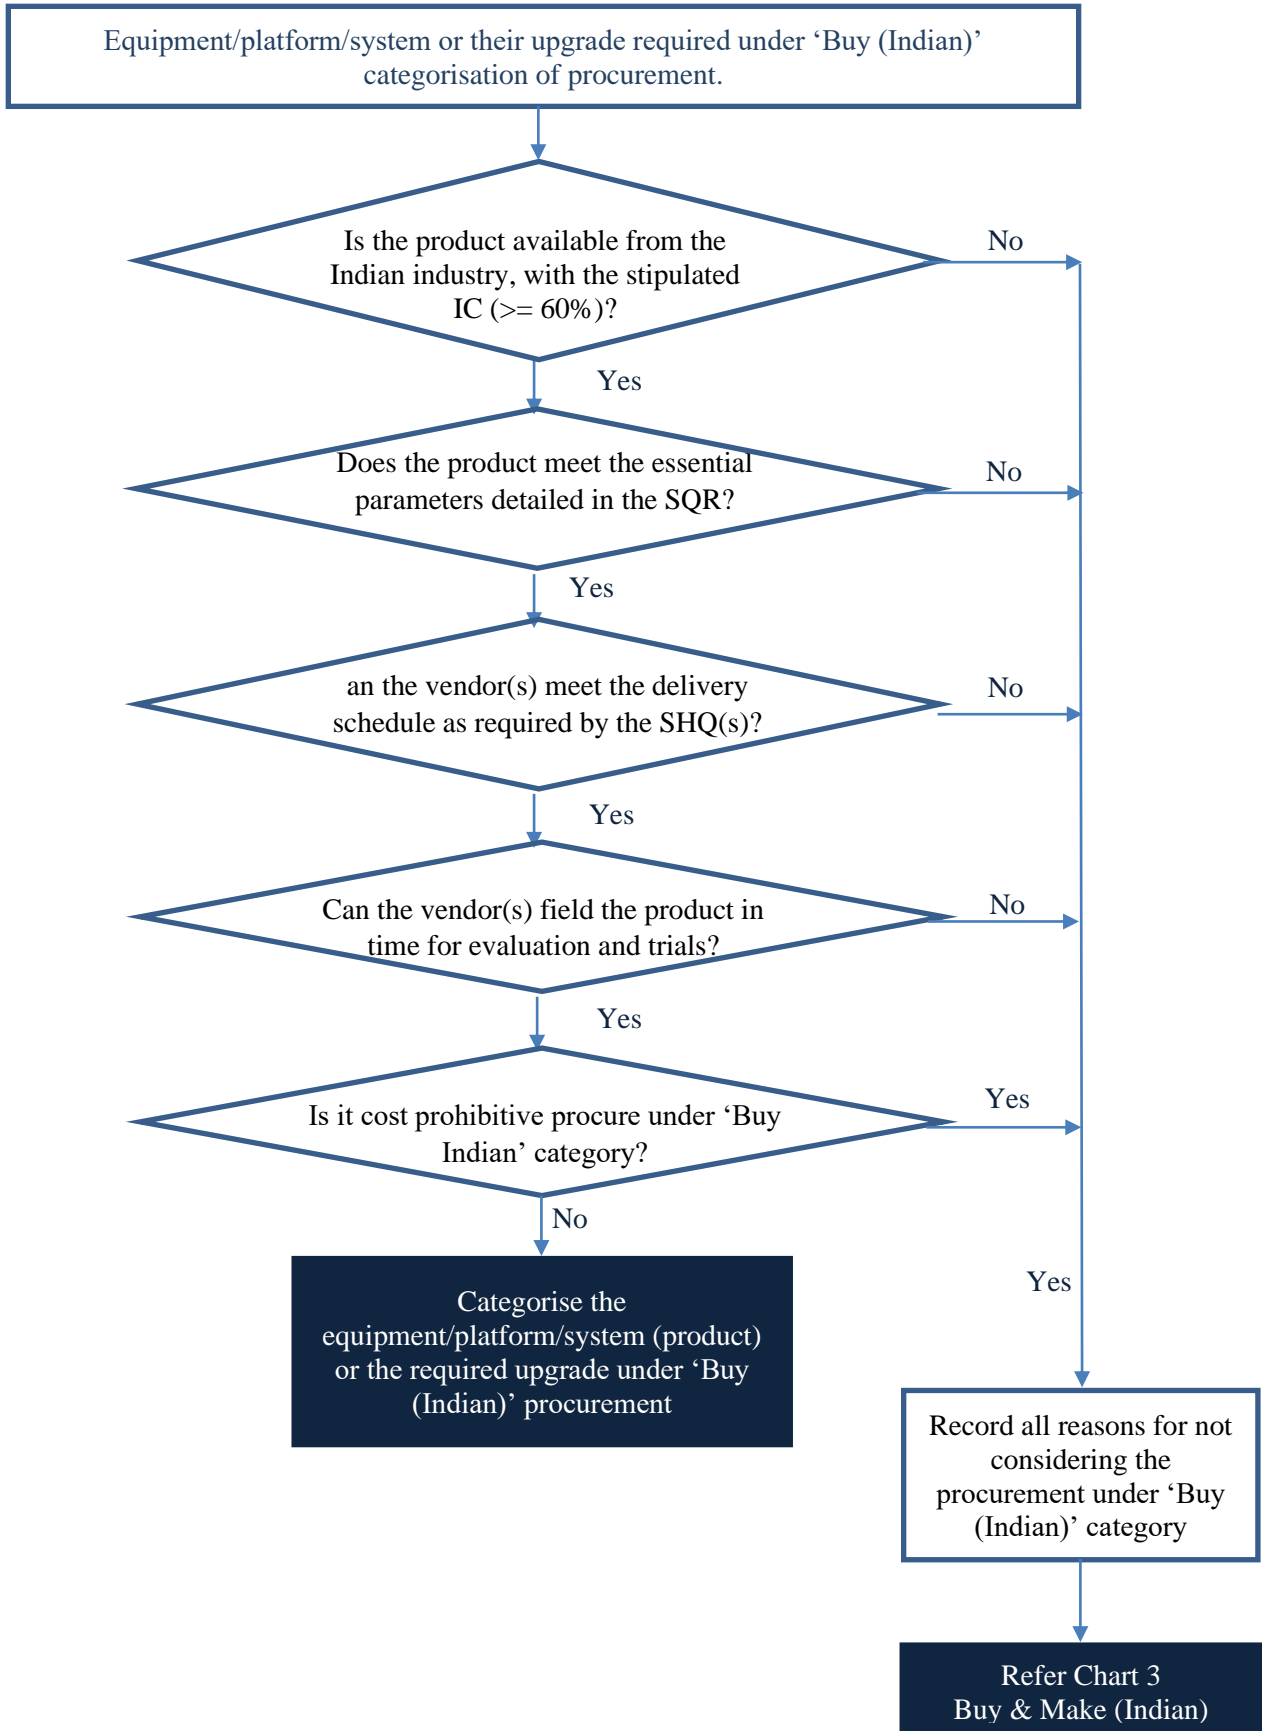 Equipment/platform/system or their upgrade required under ‘Buy (Indian)’
categorisation of procurement.
Is the product available from the
Indian industry, with the stipulated
IC (>= 60%)?
No
Yes
Does the product meet the essential
parameters detailed in the SQR?
No
Yes
an the vendor(s) meet the delivery
schedule as required by the SHQ(s)?
No
Yes
Can the vendor(s) field the product in
time for evaluation and trials?
No
Yes
Is it cost prohibitive procure under ‘Buy
Indian’ category?
Yes
No
Categorise the
equipment/platform/system (product)
or the required upgrade under ‘Buy
(Indian)’ procurement
Yes
Record all reasons for not
considering the
procurement under ‘Buy
(Indian)’ category
Refer Chart 3
Buy & Make (Indian)